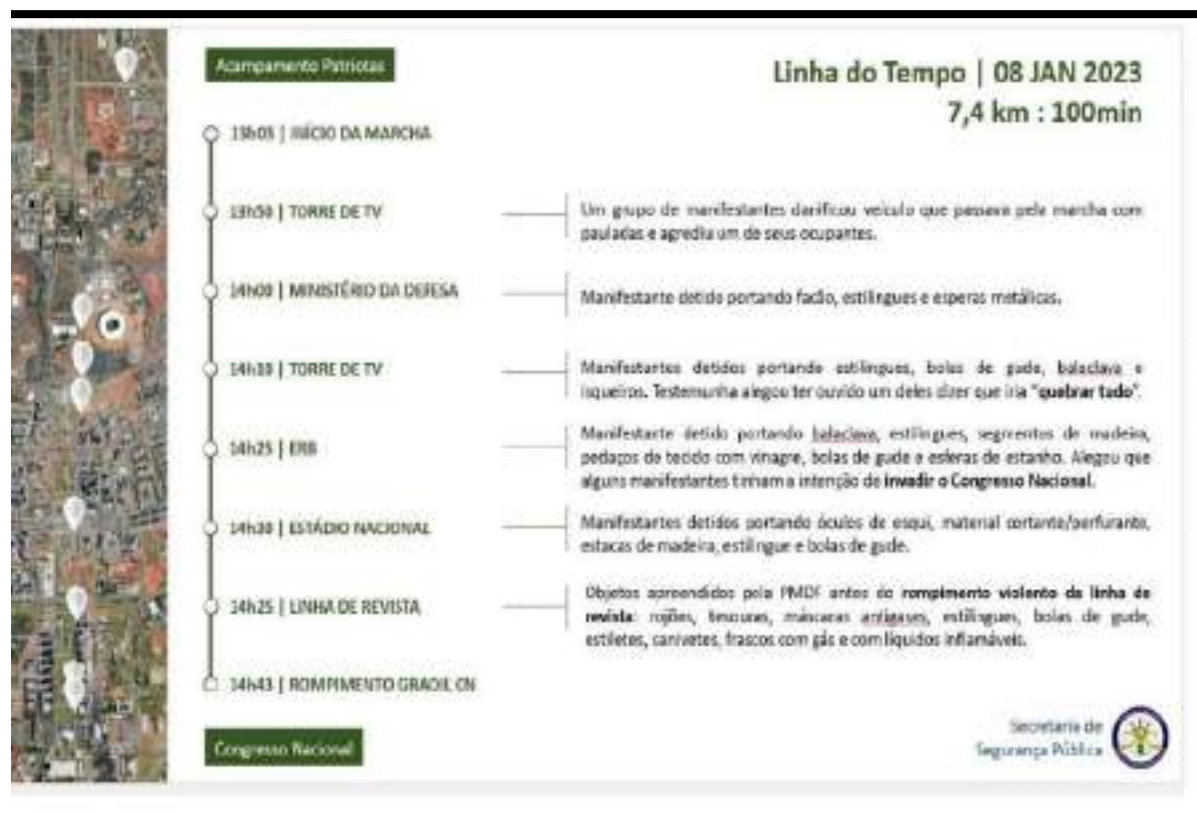 Acampamento Patriotas
Linha do Tempo | 08 JAN 2023
7,4 km : 100min
13h03 | INÍCIO DA MARCHA
13h50 | TORRE DE TV
Um grupo de manifestantes danificou veículo que passava pela marcha com
pauladas e agrediu um de seus ocupantes.
14h00 | MINISTÉRIO DA DEFESA
Manifestante detido portando facão, estilingues e esperas metálicas.
| TORRE DE TV
Manifestantes detidos portando estilingues, bolas de gude, balaclava e
isqueiros. Testemunha alegou ter ouvido um deles dizer que iria "quebrar tudo".
14h25 |
Manifestante detido portando balaclava, estilingues, segmentos de madeira,
pedaços de tecido com vinagre, bolas de gude e esferas de estanho. Alegou que
alguns manifestantes tinham a intenção de invadir o Congresso Nacional.
14h30 | ESTÁDIO NACIONAL
Manifestantes detidos portando óculos de esqui, material cortante/perfurante,
estacas de madeira, estilingue e bolas de gude.
14h25 | LINHA DE REVISTA
Objetos apreendidos pela PMDF antes do rompimento violento da linha de
revista: rojões, tesouras, máscaras antigases, estilingues, bolas de gude,
estiletes, canivetes, frascos com gás e com líquidos inflamáveis.
14h43 | ROMPIMENTO GRADIL CN
Congresso Nacional
Secretaria de
Segurança Pública